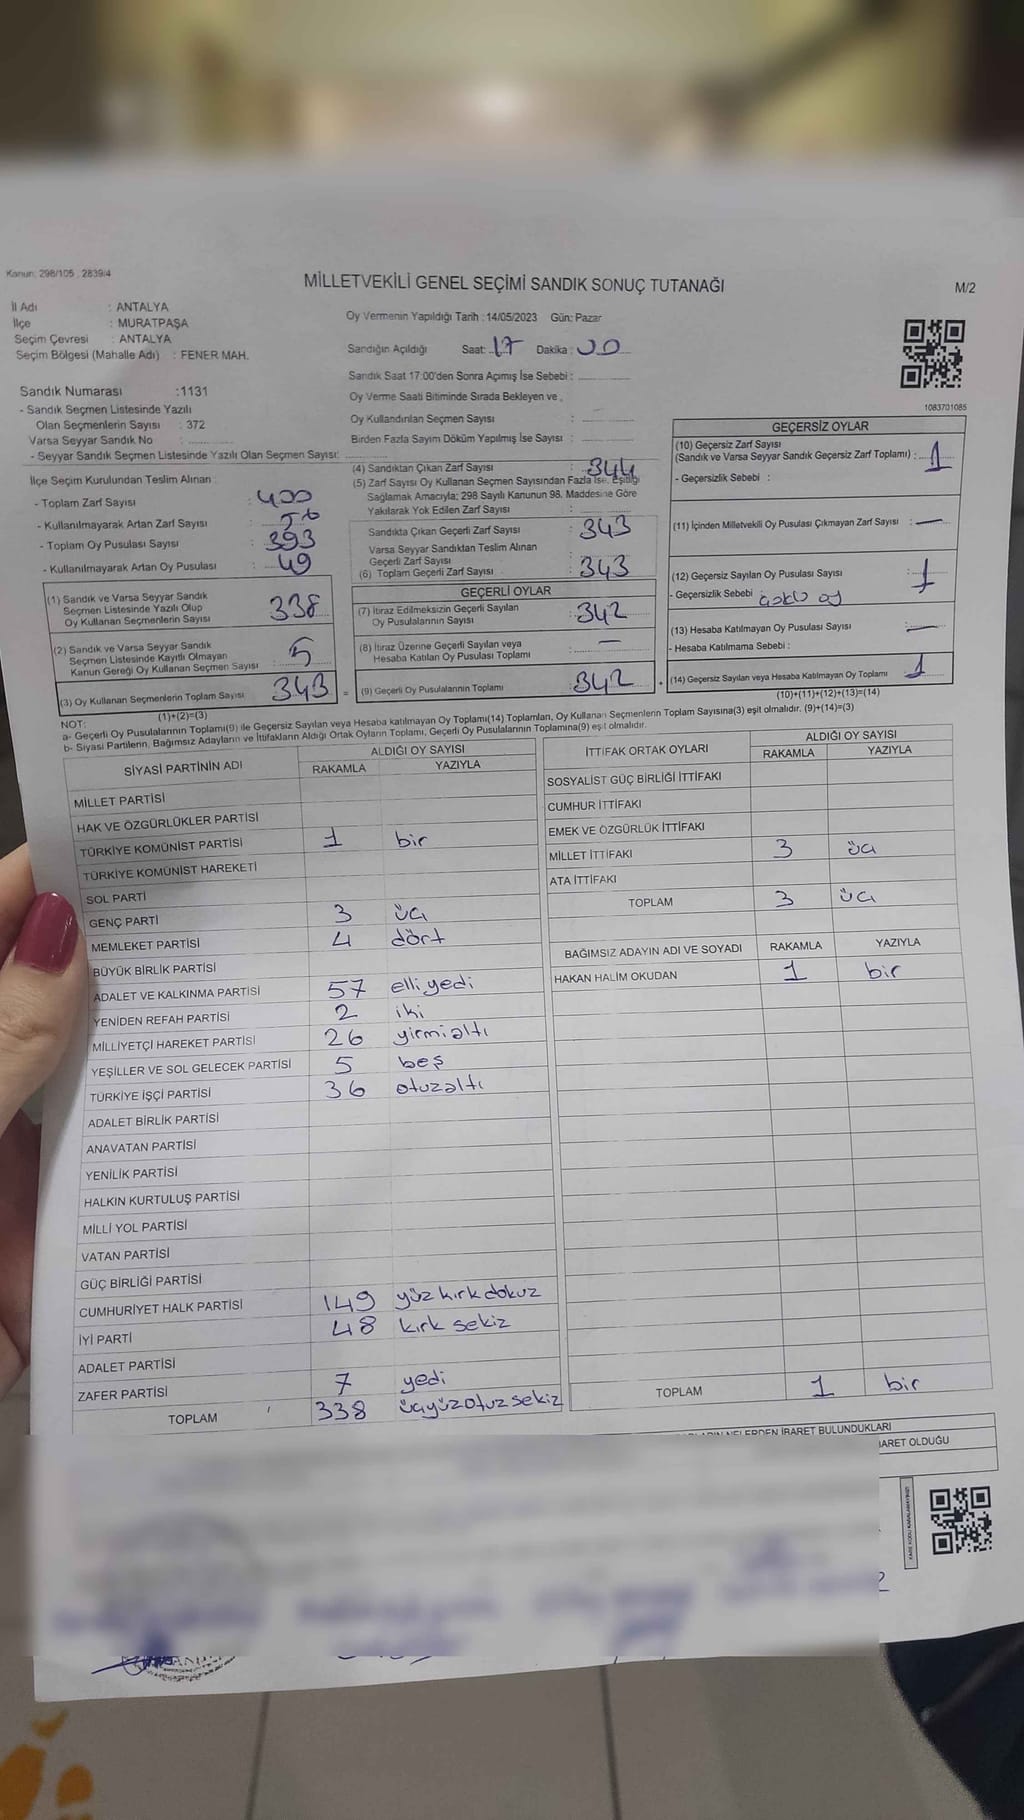 Kanun: 298/105 , 2839/4
MİLLETVEKİLİ GENEL SEÇİMİ SANDIK SONUÇ TUTANAĞI
M/2
İl Adı : ANTALYA
İlçe : MURATPAŞA
Seçim Çevresi : ANTALYA
Seçim Bölgesi (Mahalle Adı) : FENER MAH.
Oy Vermenin Yapıldığı Tarih :14/05/2023 Gün: Pazar
Sandığın Açıldığı Saat: 17 Dakika : 00
Sandık Saat 17:00'den Sonra Açımış İse Sebebi :
Oy Verme Saati Bitiminde Sırada Bekleyen ve
Oy Kullandırılan Seçmen Sayısı :
Birden Fazla Sayım Döküm Yapılmış İse Sayısı :
1083701085
Sandık Numarası :1131
- Sandık Seçmen Listesinde Yazılı
Olan Seçmenlerin Sayısı : 372
Varsa Seyyar Sandık No :
- Seyyar Sandık Seçmen Listesinde Yazılı Olan Seçmen Sayısı:
İlçe Seçim Kurulundan Teslim Alınan :
- Toplam Zarf Sayısı : 400
- Kullanılmayarak Artan Zarf Sayısı : 56
- Toplam Oy Pusulası Sayısı : 393
- Kullanılmayarak Artan Oy Pusulası : 49
(4) Sandıktan Çıkan Zarf Sayısı : 344
(5) Zarf Sayısı Oy Kullanan Seçmen Sayısından Fazla İse, Eşitliği
Sağlamak Amacıyla; 298 Sayılı Kanunun 98. Maddesine Göre
Yakılarak Yok Edilen Zarf Sayısı :
Sandıkta Çıkan Geçerli Zarf Sayısı : 343
Varsa Seyyar Sandıktan Teslim Alınan
Geçerli Zarf Sayısı :
(6) Toplam Geçerli Zarf Sayısı : 343
GEÇERSİZ OYLAR
(10) Geçersiz Zarf Sayısı
(Sandık ve Varsa Seyyar Sandık Geçersiz Zarf Toplamı) : 1
- Geçersizlik Sebebi :
(11) İçinden Milletvekili Oy Pusulası Çıkmayan Zarf Sayısı : —
(12) Geçersiz Sayılan Oy Pusulası Sayısı : 1
- Geçersizlik Sebebi : çoklu oy
(13) Hesaba Katılmayan Oy Pusulası Sayısı : —
- Hesaba Katılmama Sebebi :
(14) Geçersiz Sayılan veya Hesaba Katılmayan Oy Toplamı : 1
(10)+(11)+(12)+(13)=(14)
(1) Sandık ve Varsa Seyyar Sandık
Seçmen Listesinde Yazılı Olup
Oy Kullanan Seçmenlerin Sayısı : 338
(2) Sandık ve Varsa Seyyar Sandık
Seçmen Listesinde Kayıtlı Olmayan
Kanun Gereği Oy Kullanan Seçmen Sayısı : 5
(3) Oy Kullanan Seçmenlerin Toplam Sayısı 343 =
(1)+(2)=(3)
GEÇERLİ OYLAR
(7) İtiraz Edilmeksizin Geçerli Sayılan
Oy Pusulalarının Sayısı : 342
(8) İtiraz Üzerine Geçerli Sayılan veya
Hesaba Katılan Oy Pusulası Toplamı : —
(9) Geçerli Oy Pusulalarının Toplamı : 342 +
NOT:
a- Geçerli Oy Pusulalarının Toplamı(9) ile Geçersiz Sayılan veya Hesaba katılmayan Oy Toplamı(14) Toplamları, Oy Kullanan Seçmenlerin Toplam Sayısına(3) eşit olmalıdır. (9)+(14)=(3)
b- Siyasi Partilerin, Bağımsız Adayların ve İttifakların Aldığı Ortak Oyların Toplamı, Geçerli Oy Pusulalarının Toplamına(9) eşit olmalıdır.
SİYASİ PARTİNİN ADI ALDIĞI OY SAYISI
RAKAMLA YAZIYLA
MİLLET PARTİSİ
HAK VE ÖZGÜRLÜKLER PARTİSİ
TÜRKİYE KOMÜNİST PARTİSİ 1 bir
TÜRKİYE KOMÜNİST HAREKETİ
SOL PARTİ
GENÇ PARTİ 3 üç
MEMLEKET PARTİSİ 4 dört
BÜYÜK BİRLİK PARTİSİ
ADALET VE KALKINMA PARTİSİ 57 elliyedi
YENİDEN REFAH PARTİSİ 2 iki
MİLLİYETÇİ HAREKET PARTİSİ 26 yirmialtı
YEŞİLLER VE SOL GELECEK PARTİSİ 5 beş
TÜRKİYE İŞÇİ PARTİSİ 36 otuzaltı
ADALET BİRLİK PARTİSİ
ANAVATAN PARTİSİ
YENİLİK PARTİSİ
HALKIN KURTULUŞ PARTİSİ
MİLLİ YOL PARTİSİ
VATAN PARTİSİ
GÜÇ BİRLİĞİ PARTİSİ
CUMHURİYET HALK PARTİSİ 149 yüz kırk dokuz
İYİ PARTİ 48 kırk sekiz
ADALET PARTİSİ
ZAFER PARTİSİ 7 yedi
TOPLAM 338 üçyüzotuz sekiz
İTTİFAK ORTAK OYLARI ALDIĞI OY SAYISI
RAKAMLA YAZIYLA
SOSYALİST GÜÇ BİRLİĞİ İTTİFAKI
CUMHUR İTTİFAKI
EMEK VE ÖZGÜRLÜK İTTİFAKI
MİLLET İTTİFAKI 3 üç
ATA İTTİFAKI
TOPLAM 3 üç
BAĞIMSIZ ADAYIN ADI VE SOYADI RAKAMLA YAZIYLA
HAKAN HALİM OKUDAN 1 bir
TOPLAM 1 bir
NELERDEN İBARET BULUNDUKLARI
BARET OLDUĞU